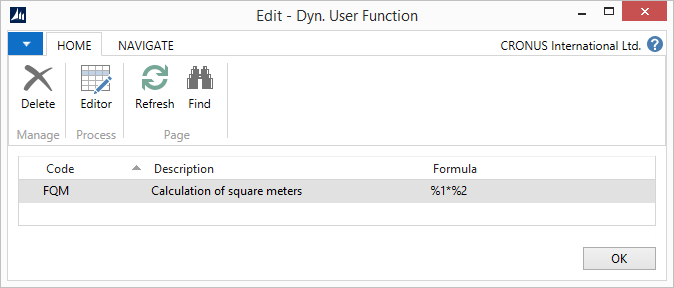 Edit - Dyn. User Function
HOME NAVIGATE CRONUS International Ltd. ?
Delete Editor Refresh Find
Manage Process Page
Code Description Formula
FQM Calculation of square meters %1*%2
OK